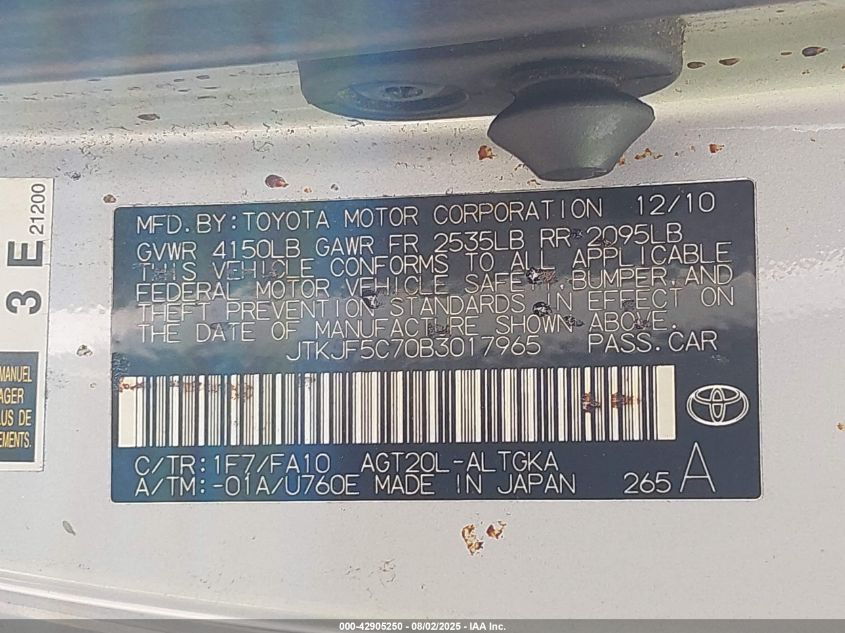 MFD.BY:TOYOTA MOTOR CORPORATION 12/10
GVWR 4150LB GAWR FR 2535LB RR 2095LB
THIS VEHICLE CONFORMS TO ALL APPLICABLE
FEDERAL MOTOR VEHICLE SAFETY,BUMPER,AND
THEFT PREVENTION STANDARDS IN EFFECT ON
THE DATE OF MANUFACTURE SHOWN ABOVE.
JTKJF5C70B3017965 PASS.CAR
C/TR:1F7/FA10 AGT20L-ALTGKA
A/TM:-01A/U760E MADE IN JAPAN 265 A
3 E
21200
MANUEL
AGER
LUS DE
EMENTS.
000-42905250 - 08/02/2025 - IAA Inc.